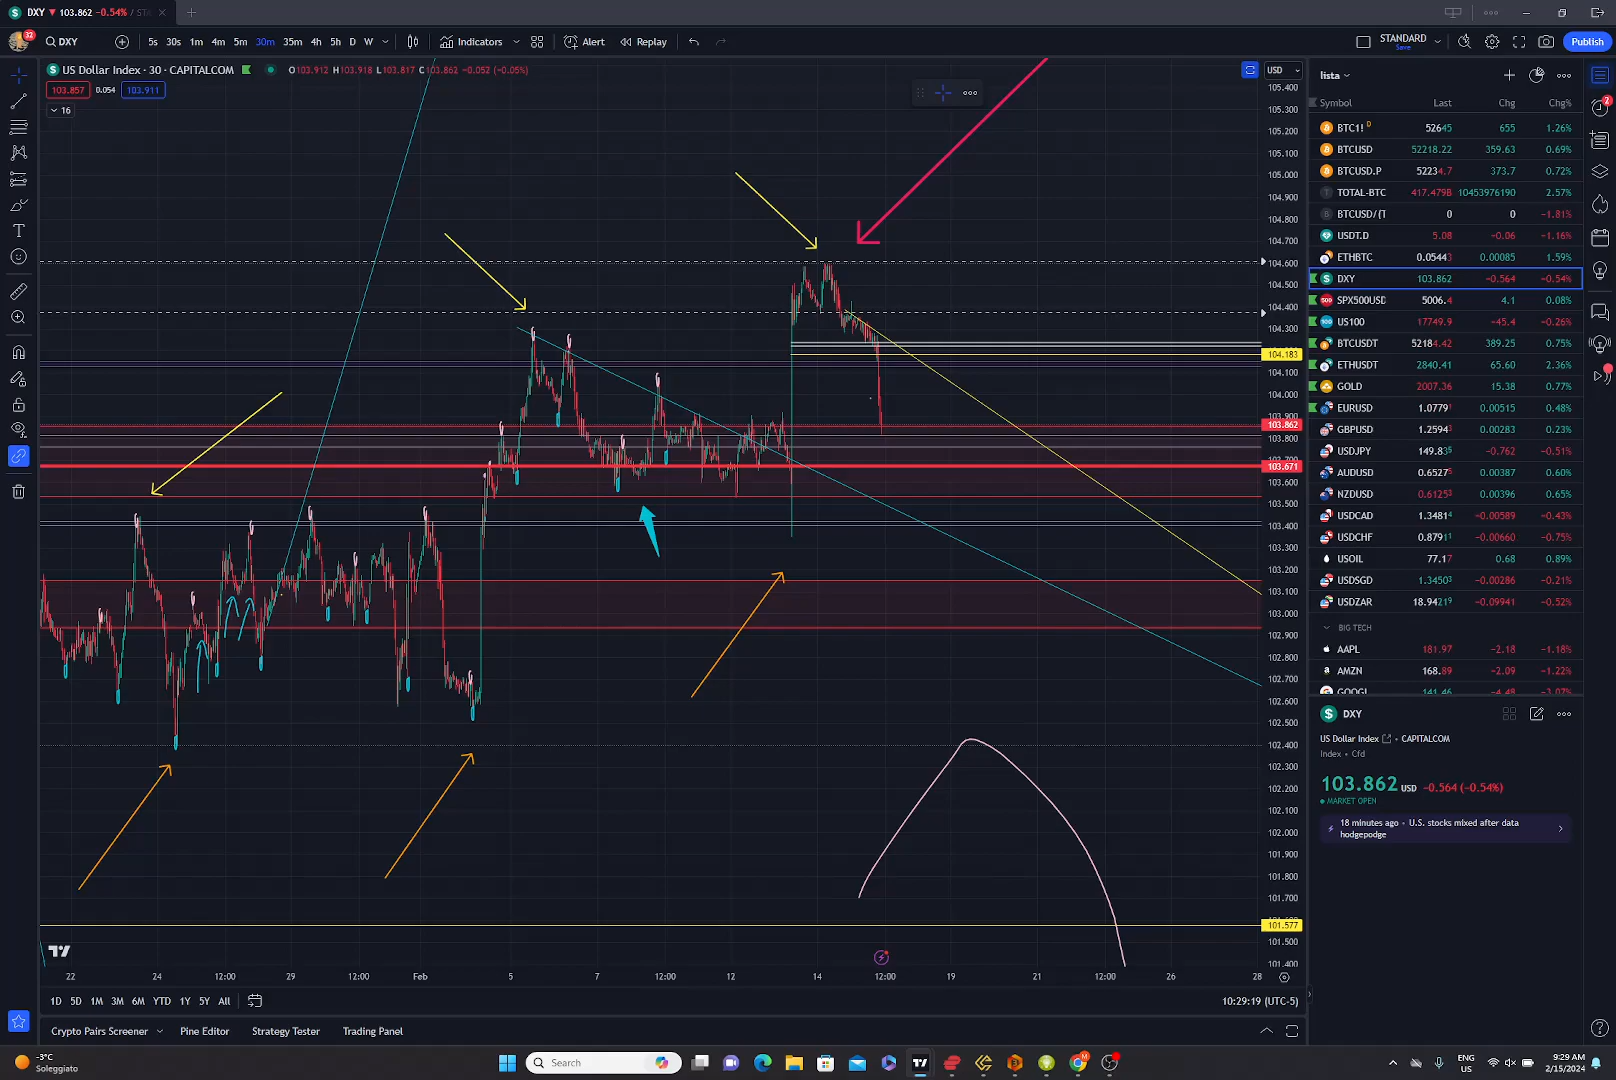 DXY ▼ 103.862 −0.54% / STA
32
DXY
5s 30s 1m 4m 5m 30m 35m 4h 5h D W
Indicators
Alert
Replay
STANDARD
Save
Publish
US Dollar Index · 30 · CAPITALCOM
O103.912 H103.918 L103.817 C103.862 −0.052 (−0.05%)
103.857 0.054 103.911
16
USD
105.400
105.300
105.200
105.100
105.000
104.900
104.800
104.700
104.600
104.500
104.400
104.300
104.183
104.100
104.000
103.900
103.862
103.800
103.671
103.600
103.500
103.400
103.300
103.200
103.100
103.000
102.900
102.800
102.700
102.600
102.500
102.400
102.300
102.200
102.100
102.000
101.900
101.800
101.700
101.577
101.500
101.400
22 24 12:00 29 12:00 Feb 5 7 12:00 12 14 12:00 19 21 12:00 26 28
1D 5D 1M 3M 6M YTD 1Y 5Y All
10:29:19 (UTC-5)
Crypto Pairs Screener Pine Editor Strategy Tester Trading Panel
lista
Symbol Last Chg Chg%
BTC1! D 52645 655 1.26%
BTCUSD 52218.22 359.63 0.69%
BTCUSD.P 52234.7 373.7 0.72%
TOTAL-BTC 417.479B 10453976190 2.57%
BTCUSD/(T 0 0 −1.81%
USDT.D 5.08 −0.06 −1.16%
ETHBTC 0.05443 0.00085 1.59%
DXY 103.862 −0.564 −0.54%
SPX500USD 5006.4 4.1 0.08%
US100 17749.9 −45.4 −0.26%
BTCUSDT 52184.42 389.25 0.75%
ETHUSDT 2840.41 65.60 2.36%
GOLD 2007.36 15.38 0.77%
EURUSD 1.0779¹ 0.00515 0.48%
GBPUSD 1.2594³ 0.00283 0.23%
USDJPY 149.83⁵ −0.762 −0.51%
AUDUSD 0.6527⁵ 0.00387 0.60%
NZDUSD 0.6125³ 0.00396 0.65%
USDCAD 1.3481⁴ −0.00589 −0.43%
USDCHF 0.8791¹ −0.00660 −0.75%
USOIL 77.17 0.68 0.89%
USDSGD 1.3450³ −0.00286 −0.21%
USDZAR 18.9421⁹ −0.09941 −0.52%
BIG TECH
AAPL 181.97 −2.18 −1.18%
AMZN 168.89 −2.09 −1.22%
GOOGL 141.46 −4.48 −3.07%
DXY
US Dollar Index • CAPITALCOM
Index • Cfd
103.862 USD −0.564 (−0.54%)
MARKET OPEN
18 minutes ago • U.S. stocks mixed after data
hodgepodge
2
-3°C
Soleggiato
Search
ENG
US
9:29 AM
2/15/2024